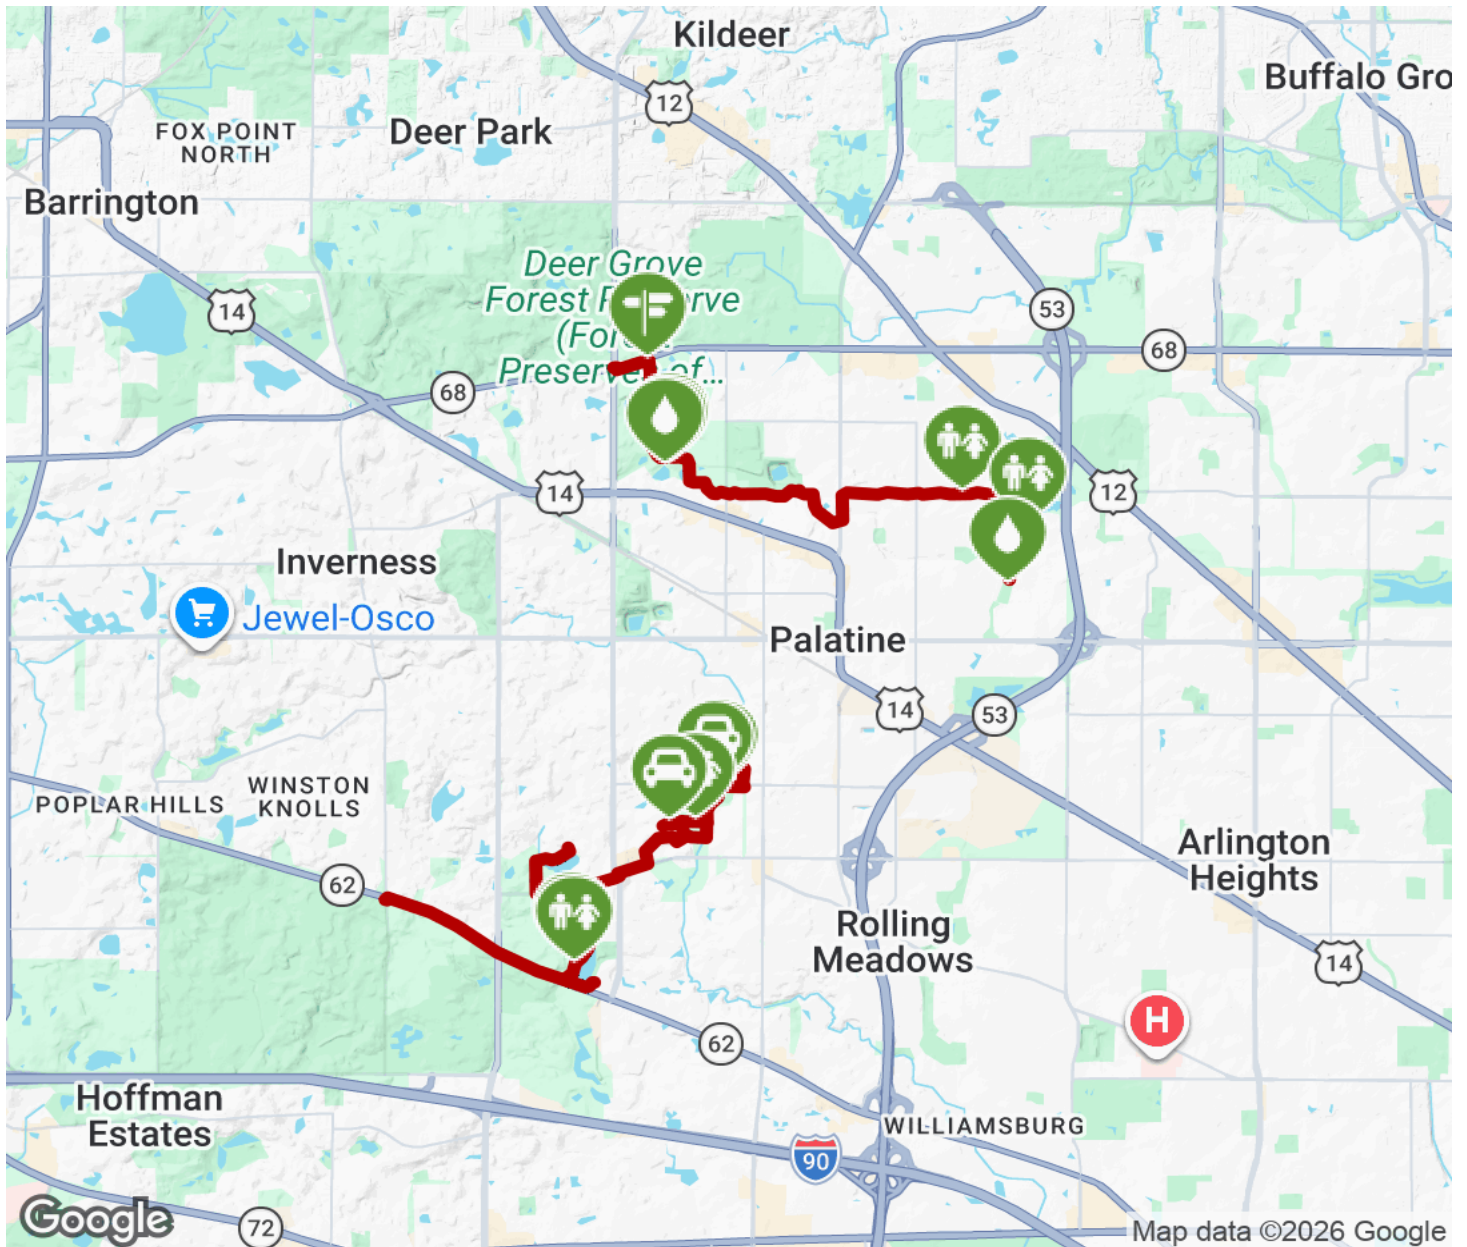 Kildeer
Buffalo Gro
12
FOX POINT
NORTH
Deer Park
Barrington
Deer Grove
Forest P erve
(For
Preserves of...
14
53
68
68
14
12
Inverness
Jewel-Osco
Palatine
14
53
WINSTON
KNOLLS
POPLAR HILLS
62
Arlington
Heights
Rolling
Meadows
14
H
62
Hoffman
Estates
WILLIAMSBURG
90
72
Google
Map data ©2026 Google